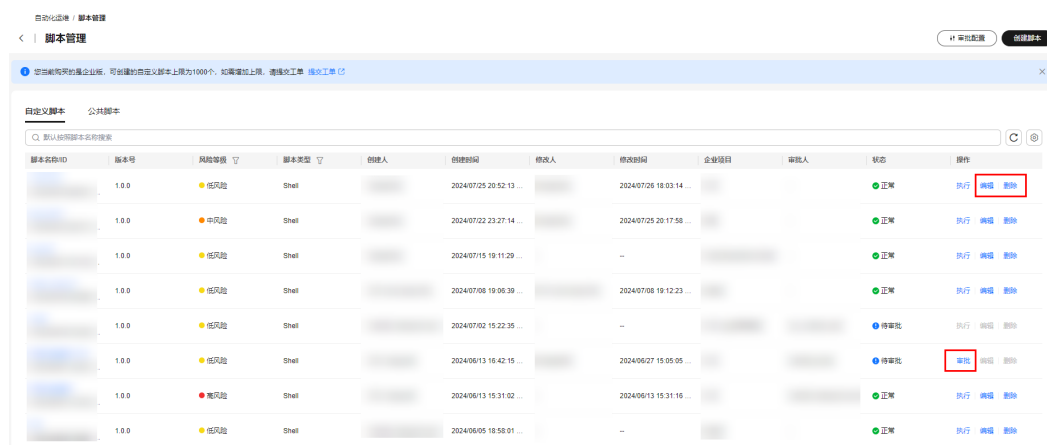 自动化运维 / 脚本管理
脚本管理
审批配置 创建脚本
您当前购买的是企业版，可创建的自定义脚本上限为1000个，如需增加上限，请提交工单 提交工单
自定义脚本 公共脚本
默认按照脚本名称搜索
脚本名称/ID 版本号 风险等级 脚本类型 创建人 创建时间 修改人 修改时间 企业项目 审批人 状态 操作
1.0.0 低风险 Shell 2024/07/25 20:52:13 ... 2024/07/26 18:03:14 ... 正常 执行 编辑 删除
1.0.0 中风险 Shell 2024/07/22 23:27:14 ... 2024/07/25 20:17:58 ... 正常 执行 编辑 删除
1.0.0 低风险 Shell 2024/07/15 19:11:29 ... -- 正常 执行 编辑 删除
1.0.0 低风险 Shell 2024/07/08 19:06:39 ... 2024/07/08 19:12:23 ... 正常 执行 编辑 删除
1.0.0 低风险 Shell 2024/07/02 15:22:35 ... -- 待审批 执行 编辑 删除
1.0.0 低风险 Shell 2024/06/13 16:42:15 ... 2024/06/27 15:05:05 ... 待审批 审批 编辑 删除
1.0.0 高风险 Shell 2024/06/13 15:31:02 ... 2024/06/13 15:31:16 ... 正常 执行 编辑 删除
1.0.0 低风险 Shell 2024/06/05 18:58:01 ... -- 正常 执行 编辑 删除